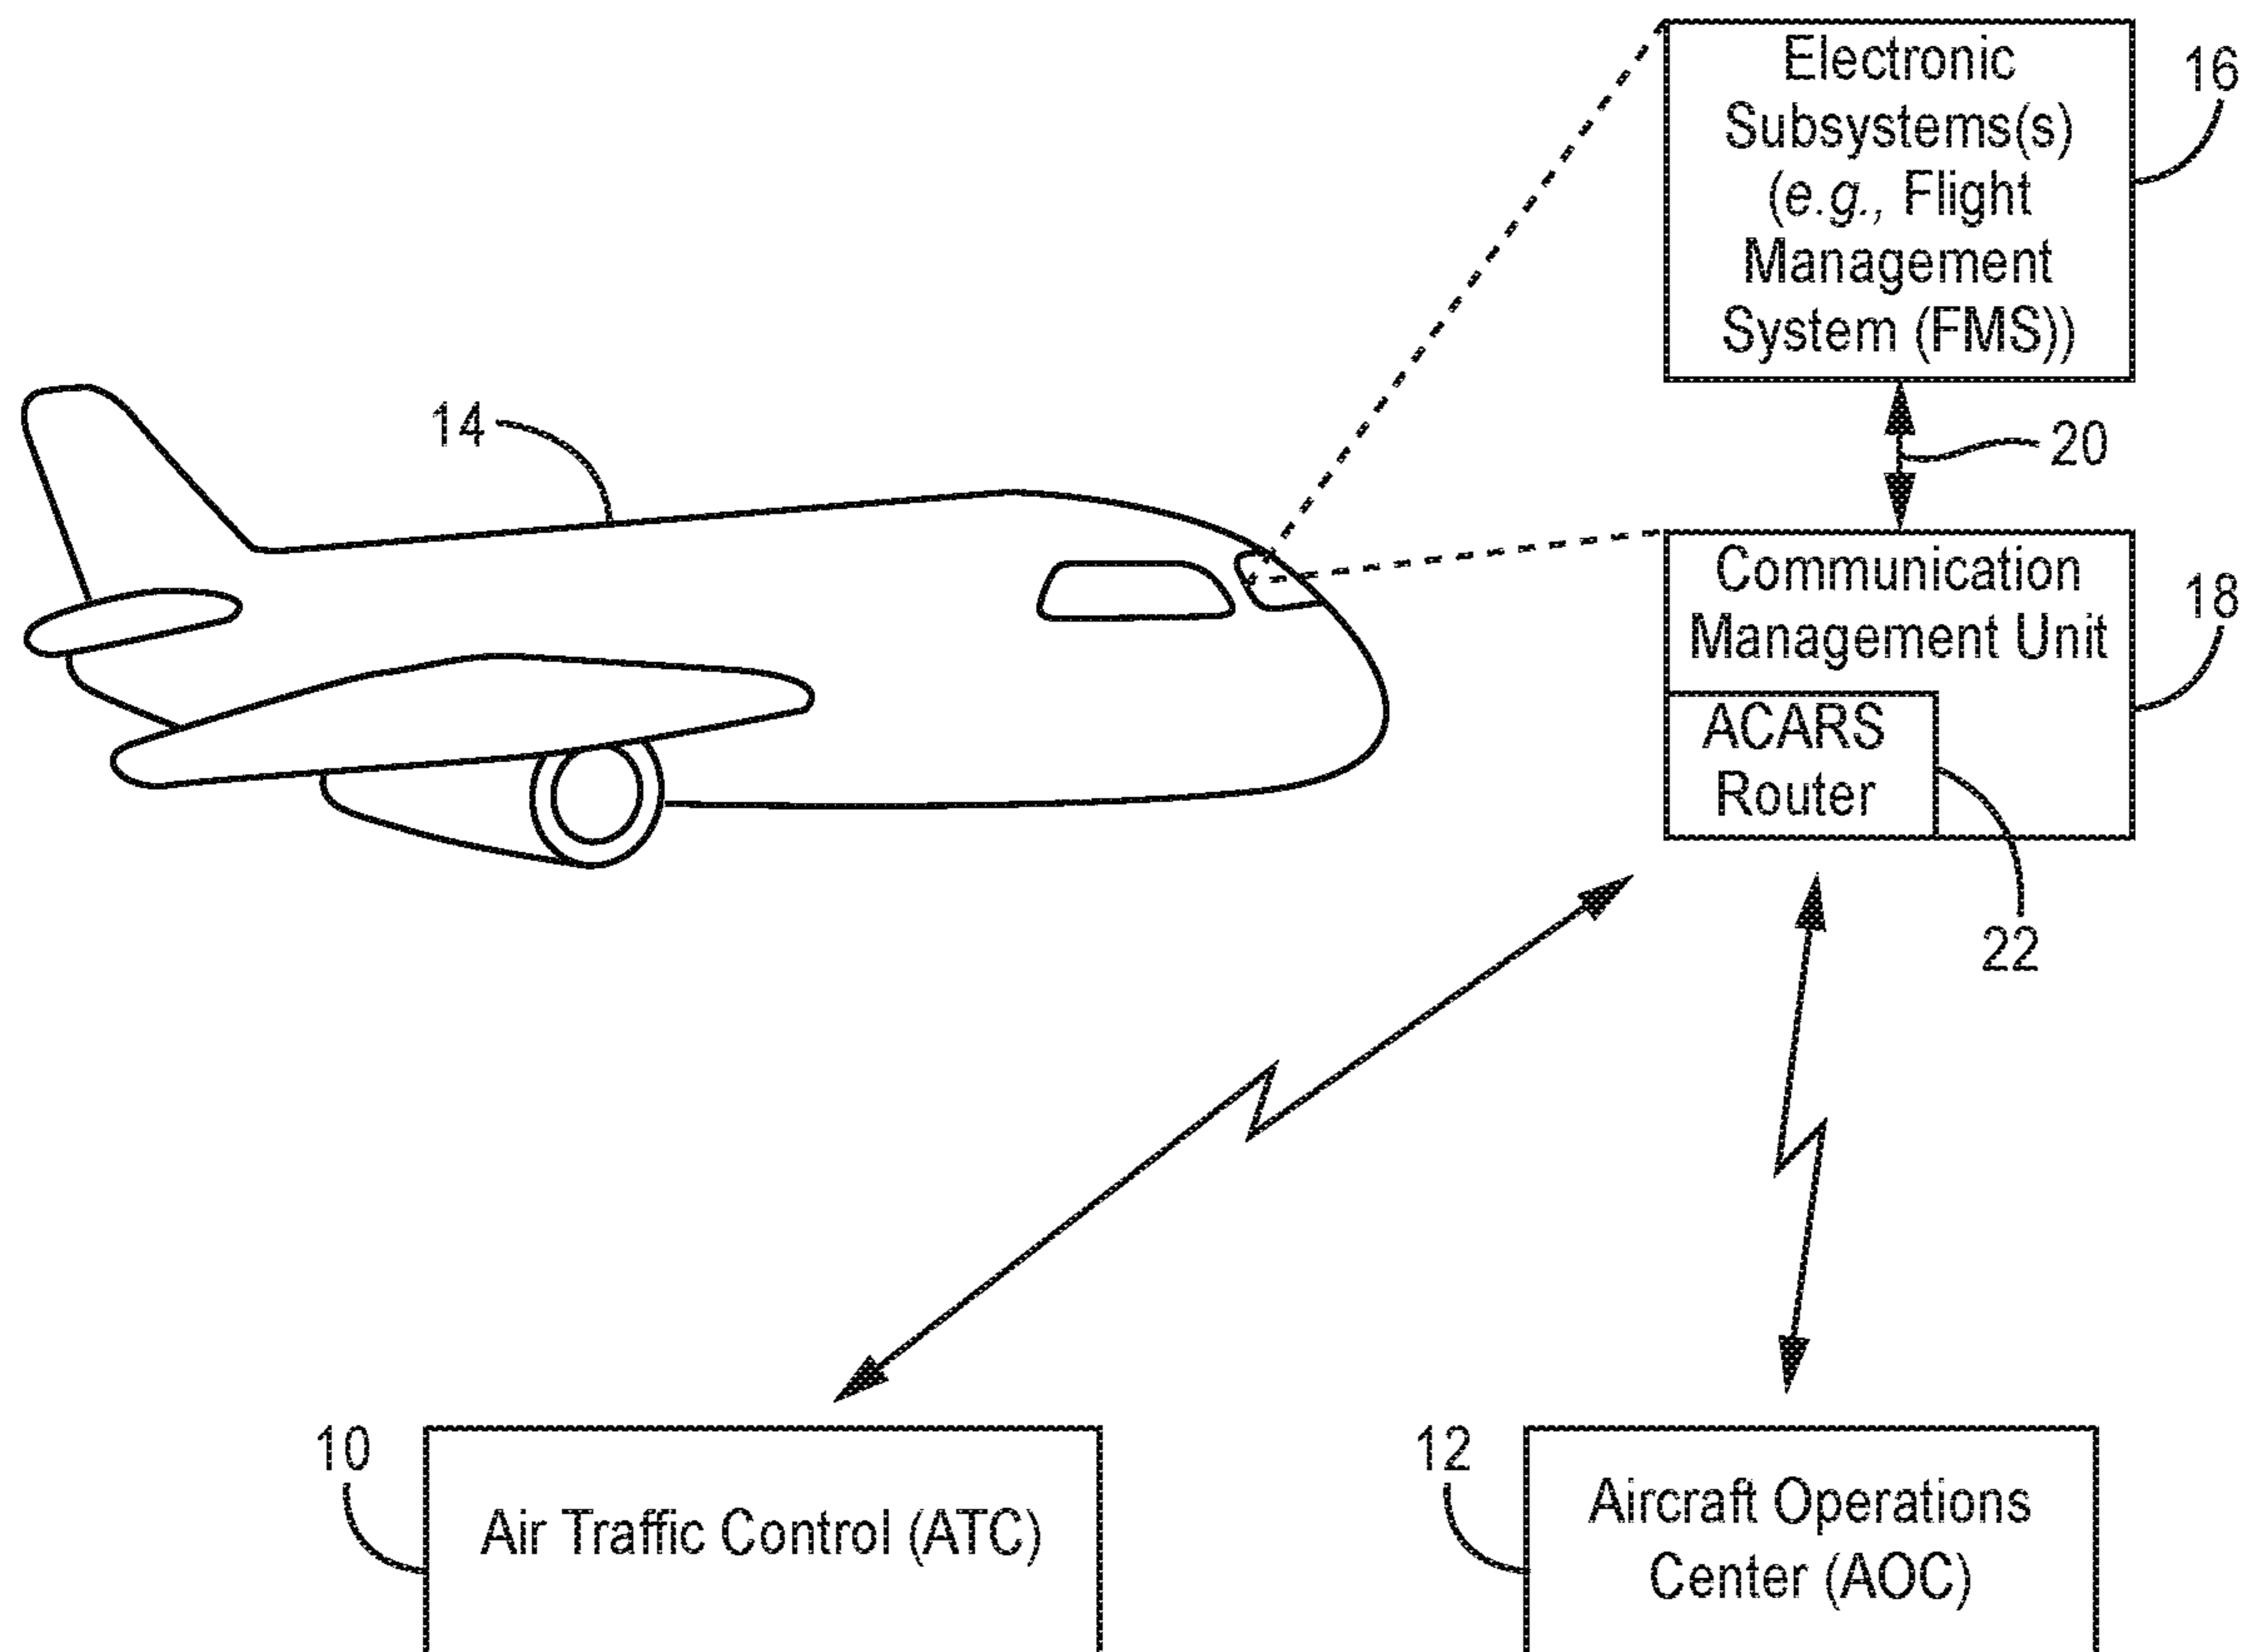 Electronic
Subsystems(s)
(e.g., Flight
Management
System (FMS))
16
14
20
Communication
Management Unit
18
ACARS
Router
22
10
Air Traffic Control (ATC)
12
Aircraft Operations
Center (AOC)